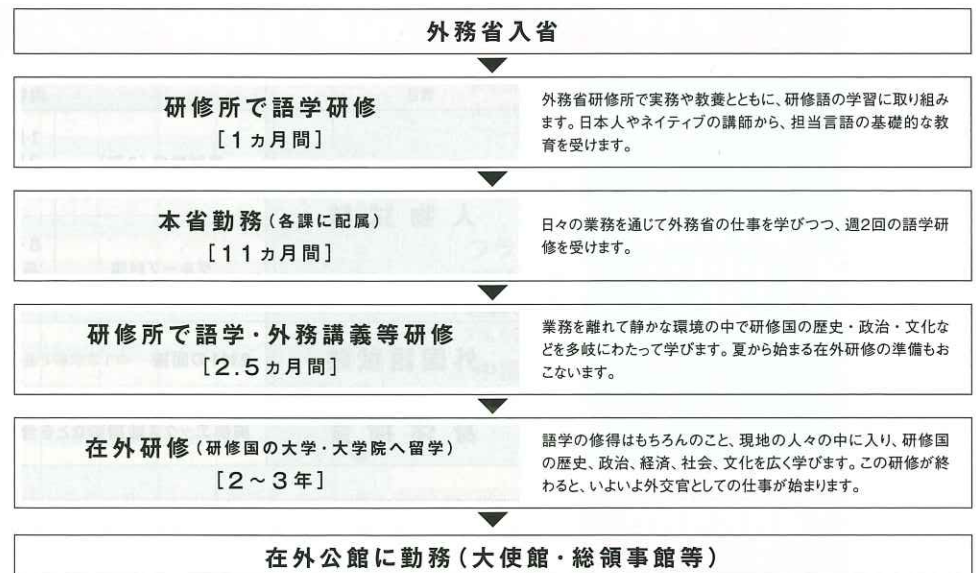 外務省入省
研修所で語学研修
[1ヵ月間]
外務省研修所で実務や教養とともに、研修語の学習に取り組み
ます。日本人やネイティブの講師から、担当言語の基礎的な教
育を受けます。
本省勤務(各課に配属)
[11ヵ月間]
日々の業務を通じて外務省の仕事を学びつつ、週2回の語学研
修を受けます。
研修所で語学・外務講義等研修
[2.5ヵ月間]
業務を離れて静かな環境の中で研修国の歴史・政治・文化な
どを多岐にわたって学びます。夏から始まる在外研修の準備もお
こないます。
在外研修(研修国の大学・大学院へ留学)
[2~3年]
語学の修得はもちろんのこと、現地の人々の中に入り、研修国
の歴史、政治、経済、社会、文化を広く学びます。この研修が終
わると、いよいよ外交官としての仕事が始まります。
在外公館に勤務(大使館・総領事館等)